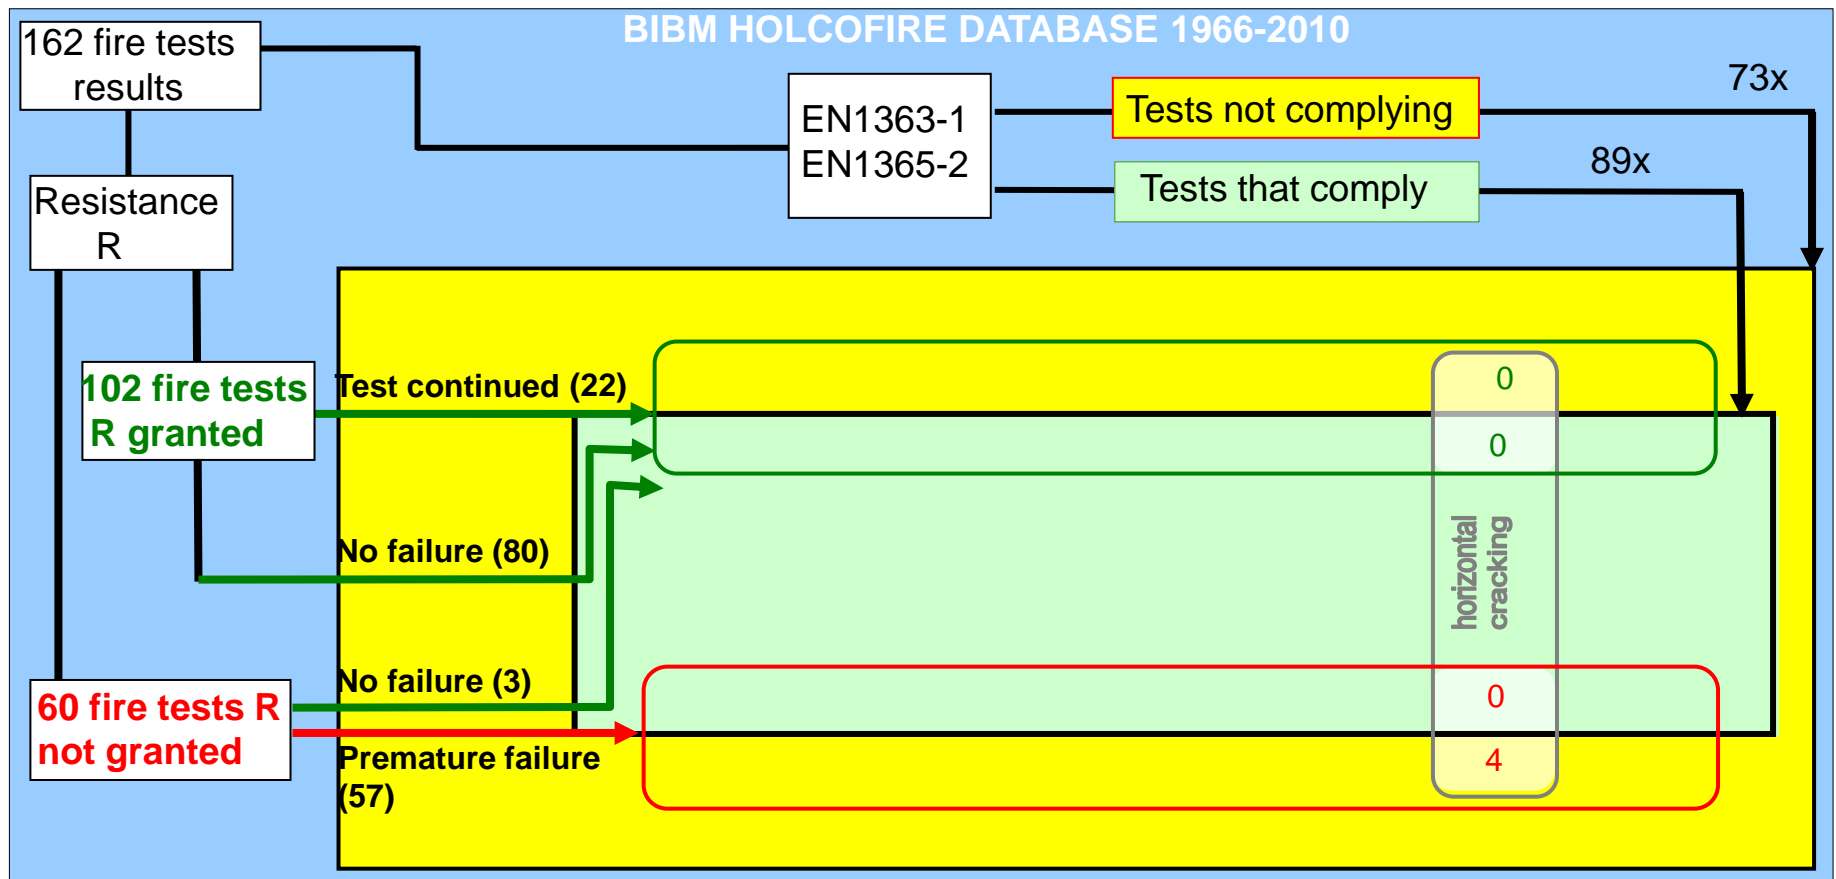 BIBM HOLCOFIRE DATABASE 1966-2010
162 fire tests
results
EN1363-1
EN1365-2
Tests not complying
73x
Tests that comply
89x
Resistance
R
102 fire tests
R granted
Test continued (22)
0
0
No failure (80)
horizontal
cracking
No failure (3)
60 fire tests R
not granted
Premature failure
(57)
0
4